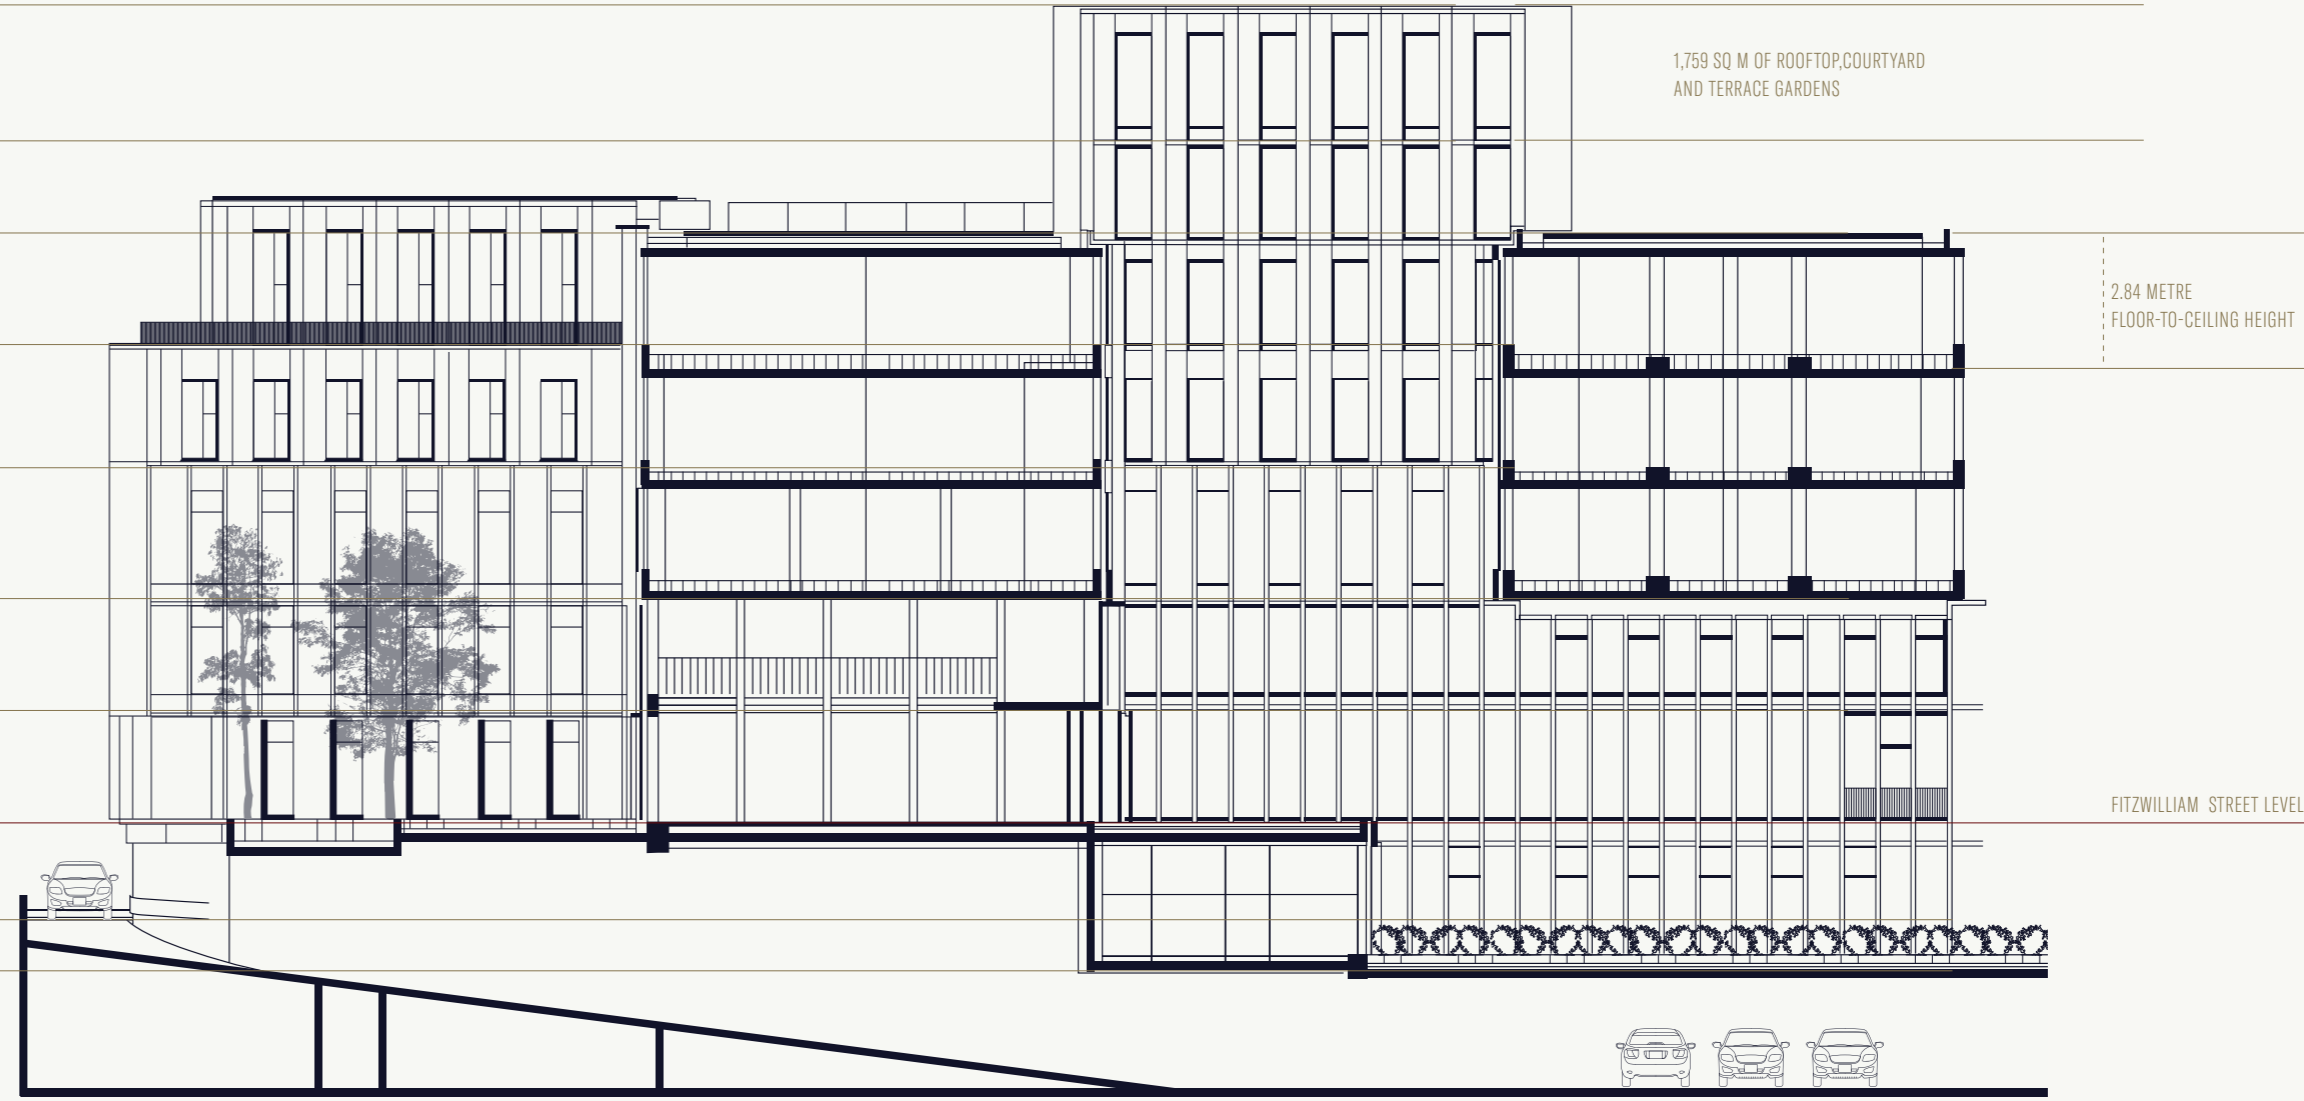 1,759 SQ M OF ROOFTOP,COURTYARD
AND TERRACE GARDENS
2.84 METRE
FLOOR-TO-CEILING HEIGHT
FITZWILLIAM STREET LEVEL